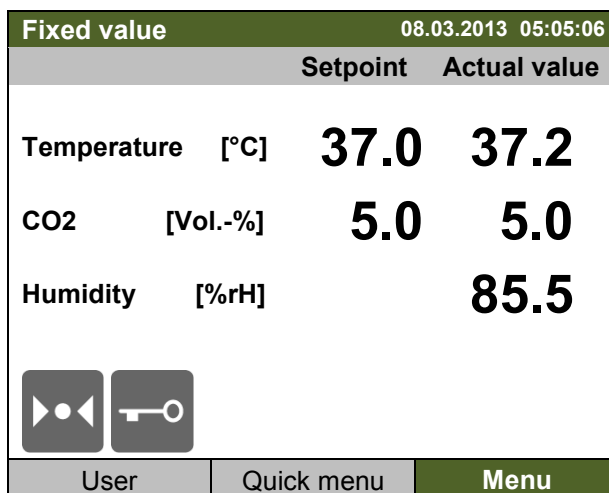 Fixed value 08.03.2013 05:05:06
Setpoint Actual value
Temperature [°C] 37.0 37.2
CO2 [Vol.-%] 5.0 5.0
Humidity [%rH] 85.5
User Quick menu Menu